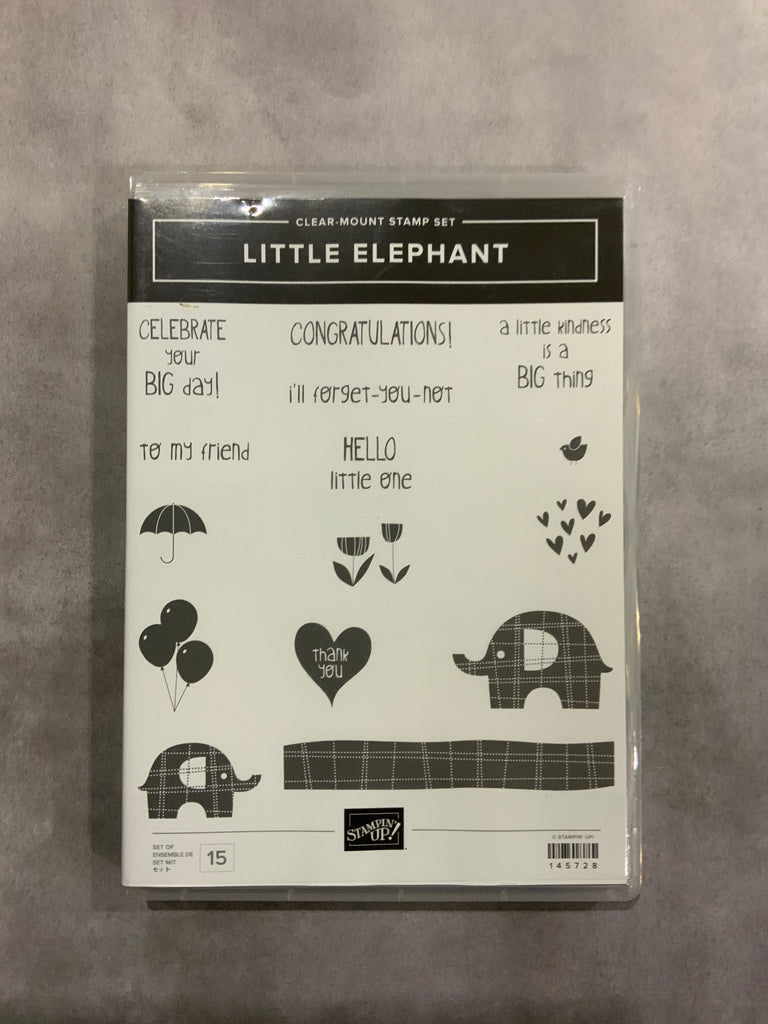 CLEAR-MOUNT STAMP SET
LITTLE ELEPHANT
CELEBRATE
your
BIG day!
CONGRATULATIONS!
i'll forget-you-not
a little kindness
is a
BIG thing
to my friend
HELLO
little one
thank
you
STAMPIN'
UP!
SET OF
ENSEMBLE DE
SET MIT
セット
15
© STAMPIN' UP!
145728